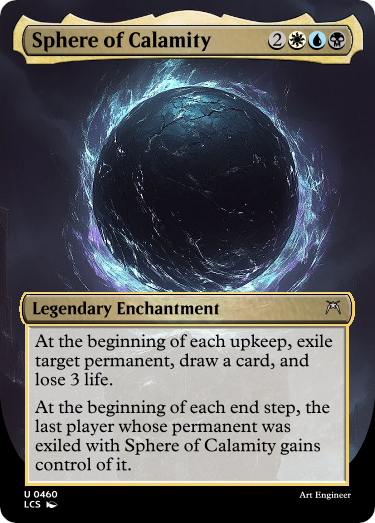 Sphere of Calamity 2
Legendary Enchantment
At the beginning of each upkeep, exile
target permanent, draw a card, and
lose 3 life.
At the beginning of each end step, the
last player whose permanent was
exiled with Sphere of Calamity gains
control of it.
U 0460
LCS
Art Engineer